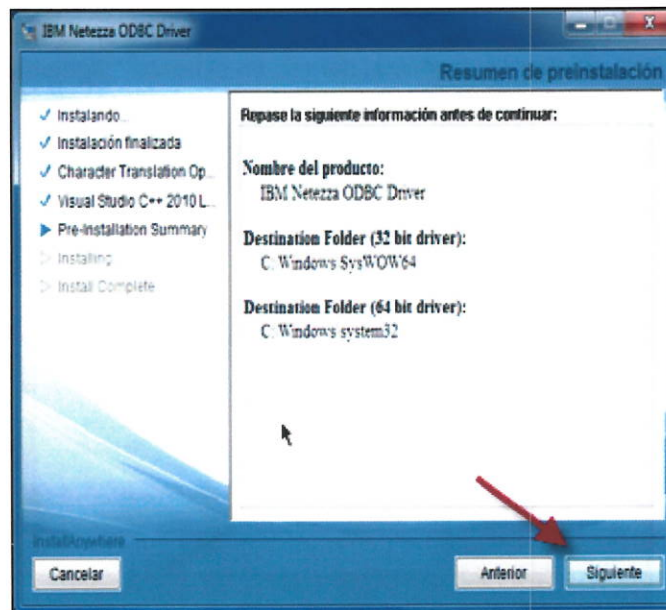 IBM Netezza ODBC Driver
Resumen de preinstalación
Instalando...
Instalación finalizada
Character Translation Op...
Visual Studio C++ 2010 L...
Pre-Installation Summary
Installing
Install Complete
Repase la siguiente información antes de continuar:
Nombre del producto:
IBM Netezza ODBC Driver
Destination Folder (32 bit driver):
C: Windows SysWOW64
Destination Folder (64 bit driver):
C: Windows system32
InstallAnywhere
Cancelar
Anterior
Siguiente